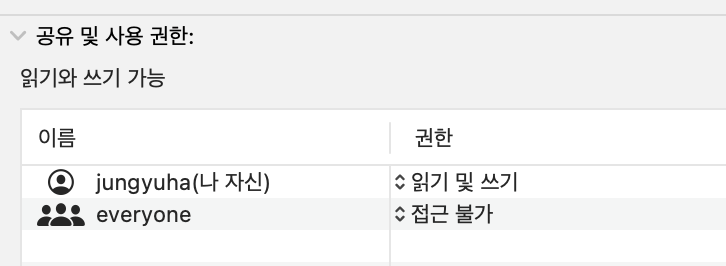 공유 및 사용 권한:
읽기와 쓰기 가능
이름 권한
jungyuha(나 자신) 읽기 및 쓰기
everyone 접근 불가